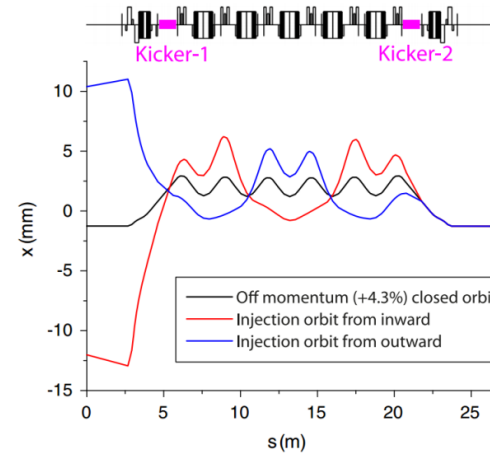 Kicker-1
Kicker-2
10
5
0
-5
-10
-15
x (mm)
Off momentum (+4.3%) closed orbi
Injection orbit from inward
Injection orbit from outward
0
5
10
15
20
25
s (m)